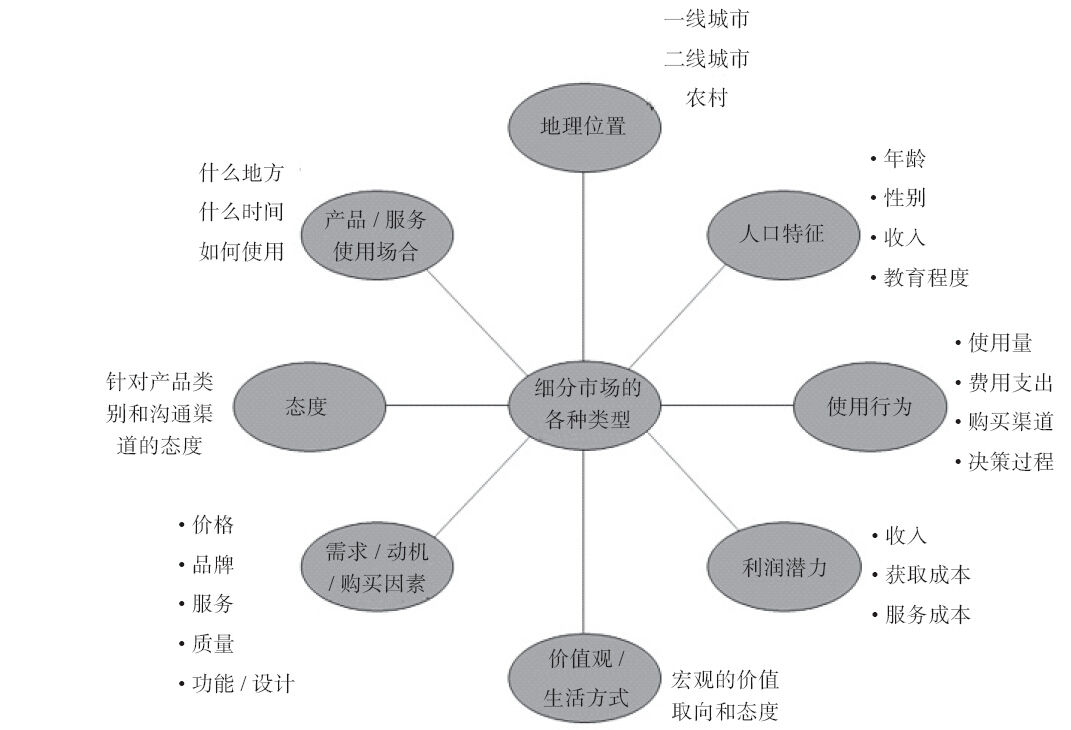 一线城市
二线城市
农村
地理位置
• 年龄
• 性别
• 收入
• 教育程度
人口特征
什么地方
什么时间
如何使用
产品 / 服务
使用场合
• 使用量
• 费用支出
• 购买渠道
• 决策过程
使用行为
细分市场的
各种类型
态度
针对产品类
别和沟通渠
道的态度
• 价格
• 品牌
• 服务
• 质量
• 功能 / 设计
需求 / 动机
/ 购买因素
利润潜力
• 收入
• 获取成本
• 服务成本
价值观 /
生活方式
宏观的价值
取向和态度